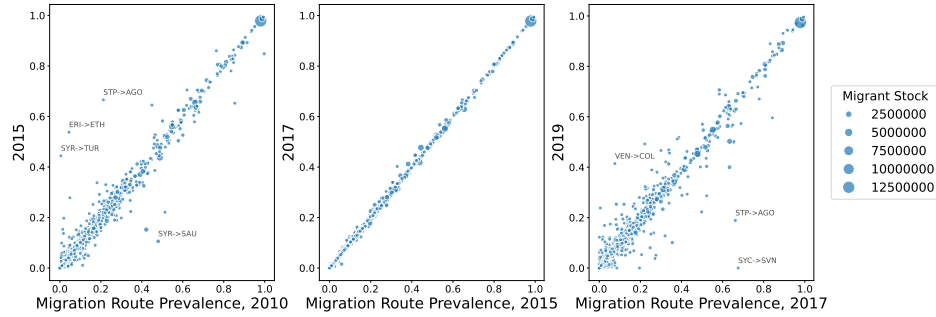 1.0
0.8
0.6
0.4
0.2
0.0
2015
STP->AGO
ERI->ETH
SYR->TUR
SYR->SAU
0.0 0.2 0.4 0.6 0.8 1.0
Migration Route Prevalence, 2010
1.0
0.8
0.6
0.4
0.2
0.0
2017
0.0 0.2 0.4 0.6 0.8 1.0
Migration Route Prevalence, 2015
1.0
0.8
0.6
0.4
0.2
0.0
2019
VEN->COL
STP->AGO
SYC->SVN
0.0 0.2 0.4 0.6 0.8 1.0
Migration Route Prevalence, 2017
Migrant Stock
2500000
5000000
7500000
10000000
12500000